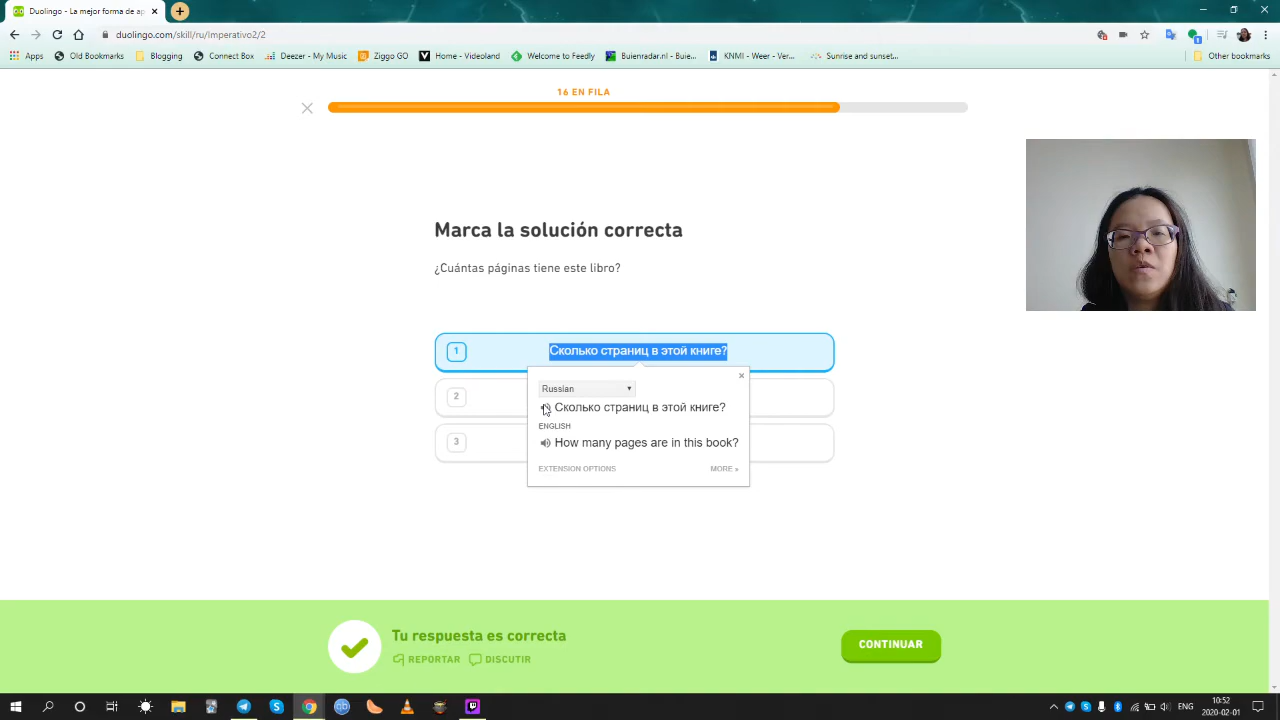 Duolingo - La mejor forma de ap
duolingo.com/skill/ru/Imperativo2/2
Apps
Old Bookmarks
Blogging
Connect Box
Deezer - My Music
Ziggo GO
Home - Videoland
Welcome to Feedly
Buienradar.nl - Buie...
KNMI - Weer - Ver...
Sunrise and sunset...
Other bookmarks
16 EN FILA
Marca la solución correcta
¿Cuántas páginas tiene este libro?
1
Сколько страниц в этой книге?
2
3
Russian
Сколько страниц в этой книге?
ENGLISH
How many pages are in this book?
EXTENSION OPTIONS
MORE »
Tu respuesta es correcta
REPORTAR
DISCUTIR
CONTINUAR
ENG
10:52
2020-02-01